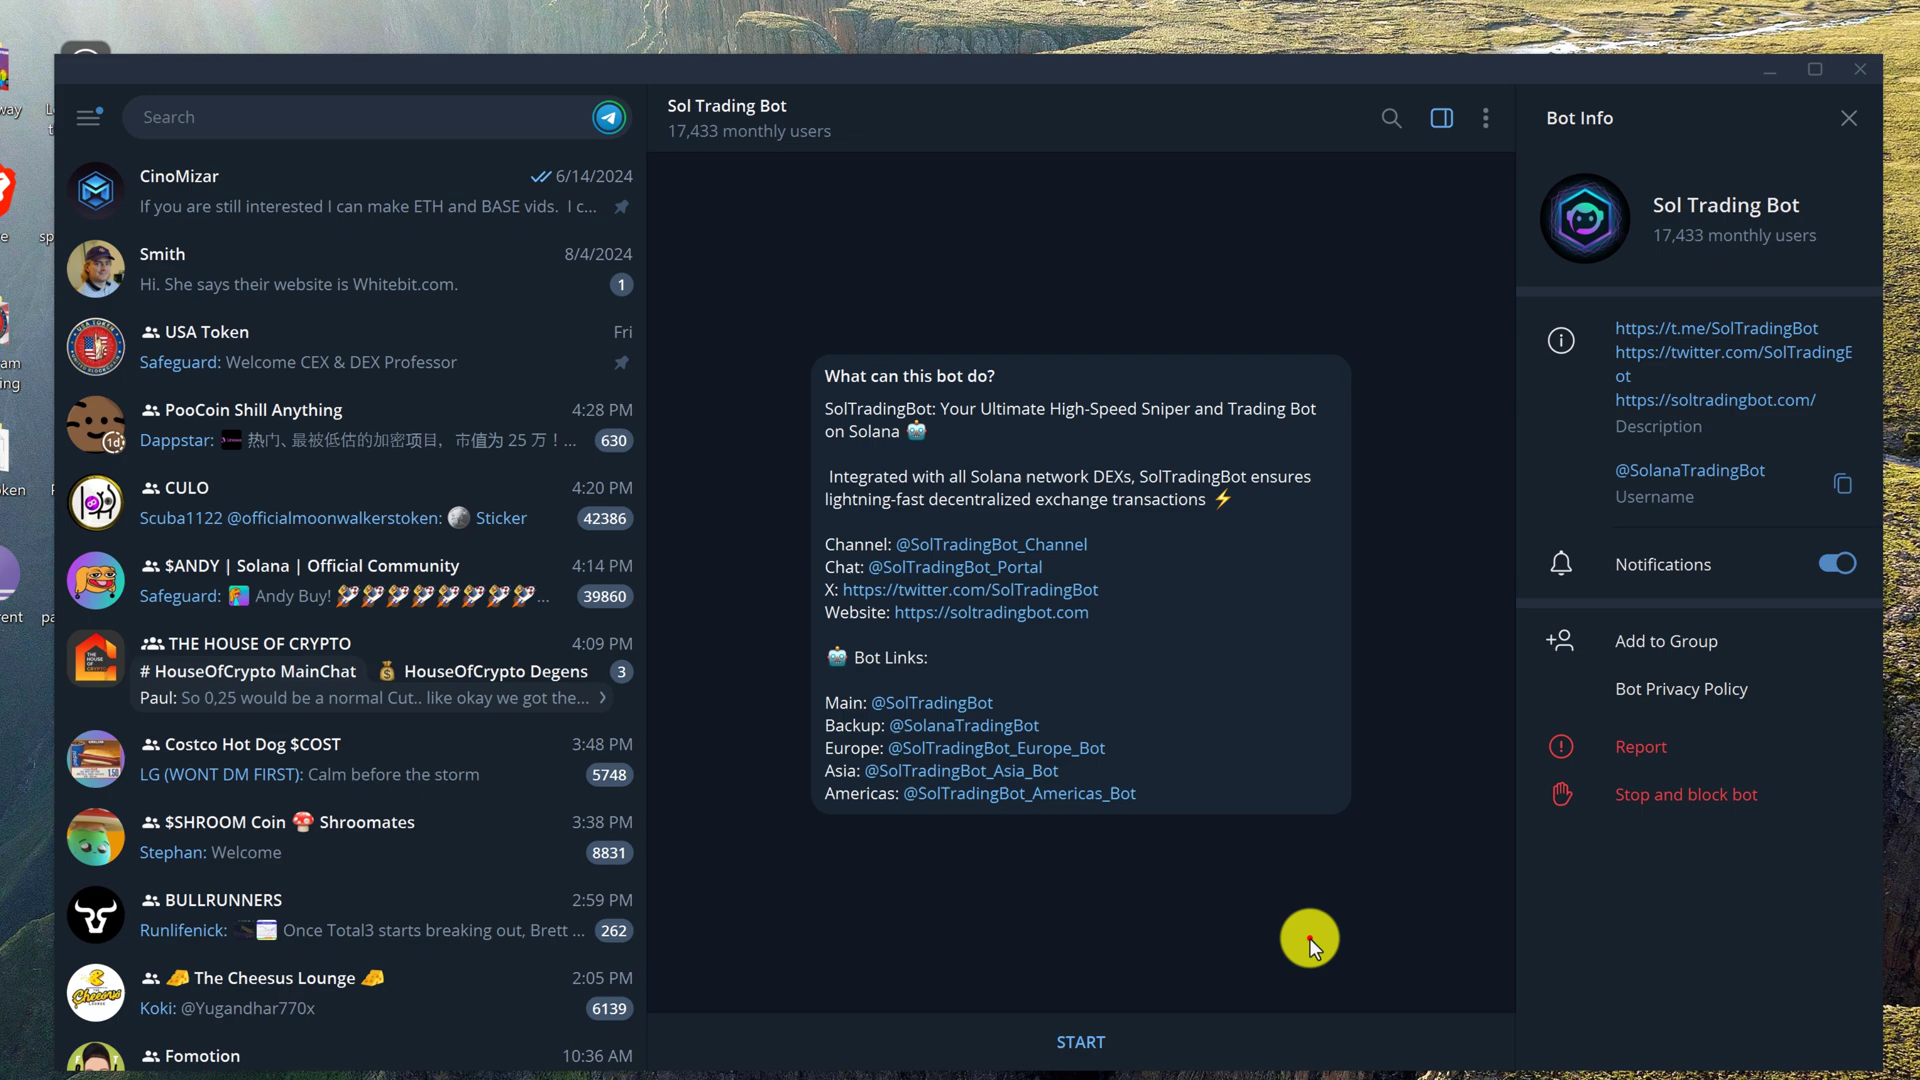 Search
CinoMizar
6/14/2024
If you are still interested I can make ETH and BASE vids. I c...
Smith
8/4/2024
Hi. She says their website is Whitebit.com.
1
USA Token
Fri
Safeguard: Welcome CEX & DEX Professor
PooCoin Shill Anything
4:28 PM
1d
Dappstar: 热门、最被低估的加密项目，市值为 25 万！...
630
CULO
4:20 PM
Scuba1122 @officialmoonwalkerstoken: Sticker
42386
$ANDY | Solana | Official Community
4:14 PM
Safeguard: Andy Buy! 🚀🚀🚀🚀🚀🚀🚀🚀...
39860
THE HOUSE OF CRYPTO
4:09 PM
# HouseOfCrypto MainChat 💰 HouseOfCrypto Degens
3
Paul: So 0,25 would be a normal Cut.. like okay we got the...
Costco Hot Dog $COST
3:48 PM
LG (WONT DM FIRST): Calm before the storm
5748
$SHROOM Coin 🍄 Shroomates
3:38 PM
Stephan: Welcome
8831
BULLRUNNERS
2:59 PM
Runlifenick: Once Total3 starts breaking out, Brett ...
262
🧀 The Cheesus Lounge 🧀
2:05 PM
Koki: @Yugandhar770x
6139
Fomotion
10:36 AM
Sol Trading Bot
17,433 monthly users
What can this bot do?
SolTradingBot: Your Ultimate High-Speed Sniper and Trading Bot
on Solana 🤖
Integrated with all Solana network DEXs, SolTradingBot ensures
lightning-fast decentralized exchange transactions ⚡
Channel: @SolTradingBot_Channel
Chat: @SolTradingBot_Portal
X: https://twitter.com/SolTradingBot
Website: https://soltradingbot.com
🤖 Bot Links:
Main: @SolTradingBot
Backup: @SolanaTradingBot
Europe: @SolTradingBot_Europe_Bot
Asia: @SolTradingBot_Asia_Bot
Americas: @SolTradingBot_Americas_Bot
START
Bot Info
Sol Trading Bot
17,433 monthly users
https://t.me/SolTradingBot
https://twitter.com/SolTradingB
ot
https://soltradingbot.com/
Description
@SolanaTradingBot
Username
Notifications
Add to Group
Bot Privacy Policy
Report
Stop and block bot